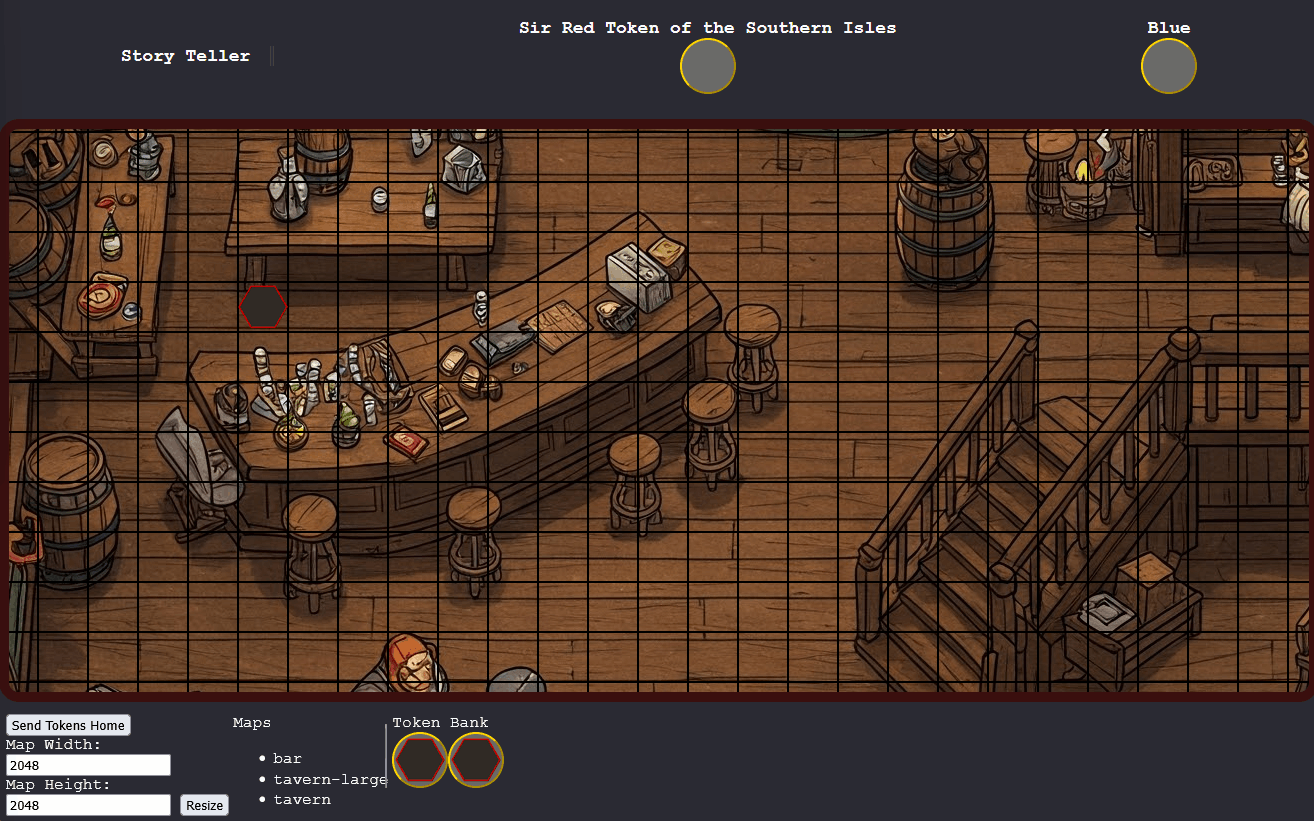 Sir Red Token of the Southern Isles
Blue
Story Teller
Send Tokens Home
Map Width:
2048
Map Height:
2048
Resize
Maps
bar
tavern-large
tavern
Token Bank